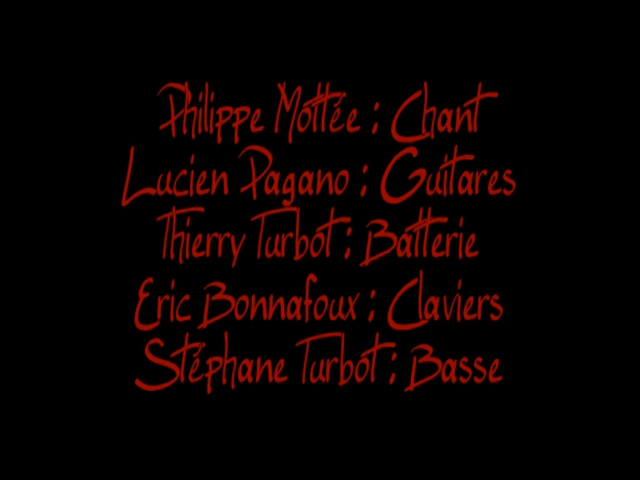 Philippe Mottée : Chant
Lucien Pagano : Guitares
Thierry Turbot : Batterie
Eric Bonnafoux : Claviers
Stéphane Turbot : Basse